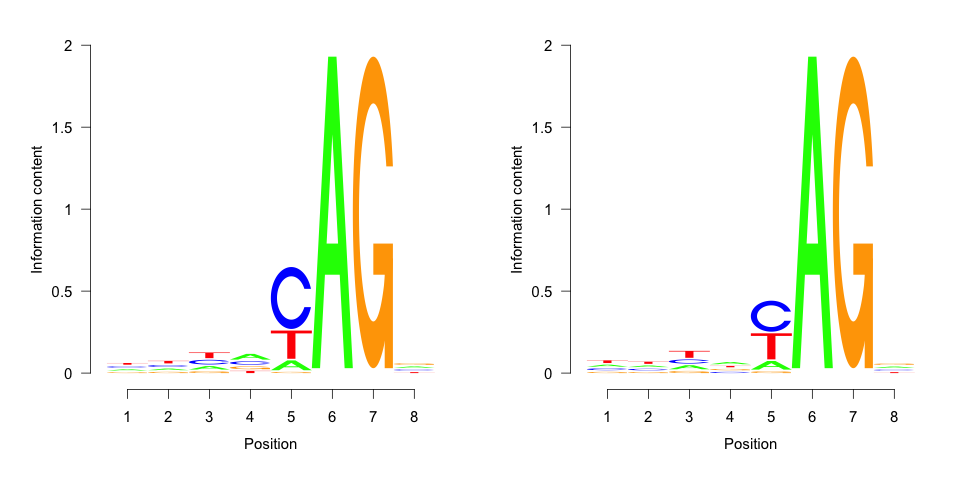 2
1.5
1
0.5
0
Information content
C
T
A
A
G
T
A
1 2 3 4 5 6 7 8
Position
2
1.5
1
0.5
0
Information content
C
T
A
A
G
T
1 2 3 4 5 6 7 8
Position